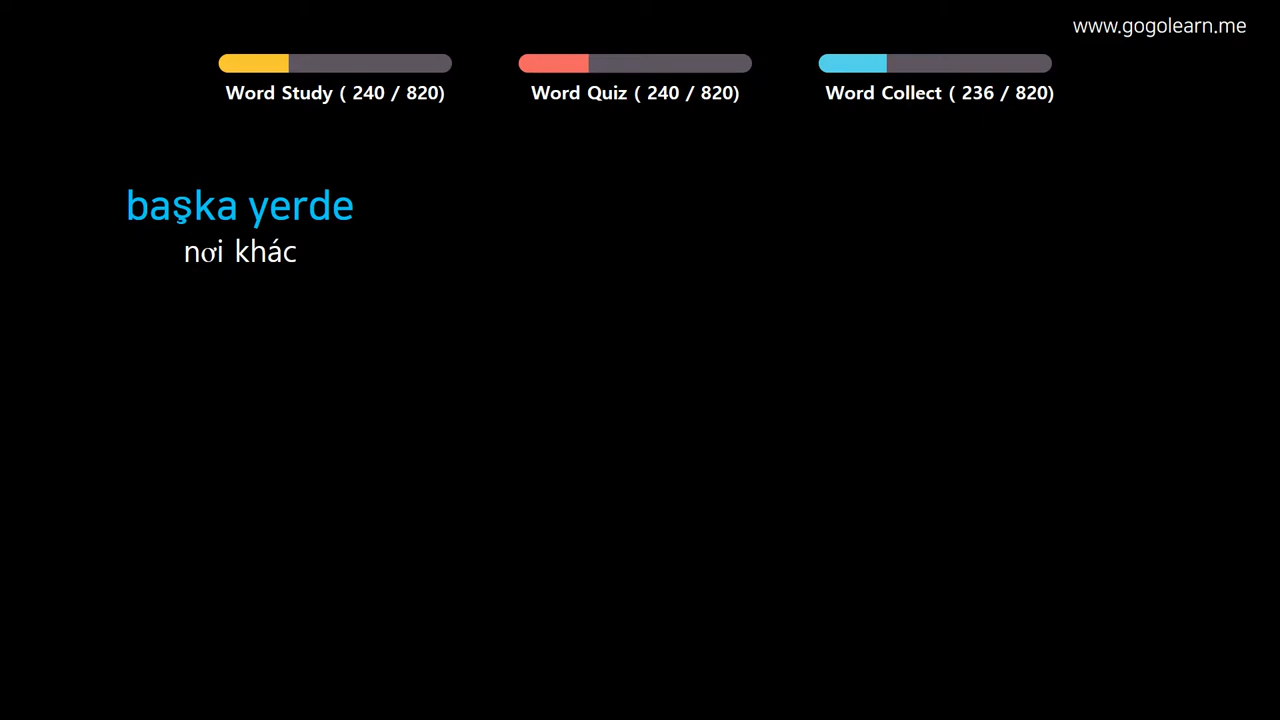 www.gogolearn.me
Word Study ( 240 / 820)
Word Quiz ( 240 / 820)
Word Collect ( 236 / 820)
başka yerde
nơi khác